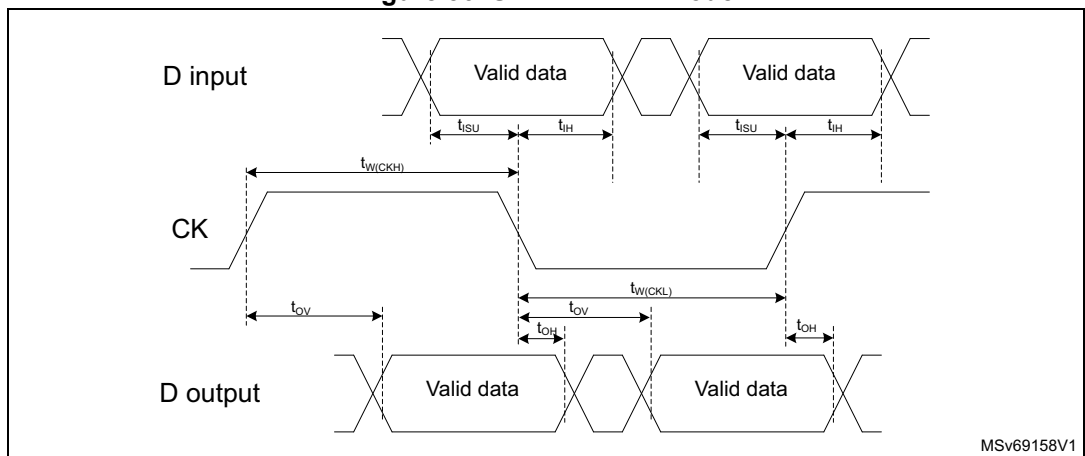 D input
Valid data
Valid data
tISU
tIH
tISU
tIH
tW(CKH)
CK
tW(CKL)
tOV
tOV
tOH
tOH
D output
Valid data
Valid data
MSv69158V1